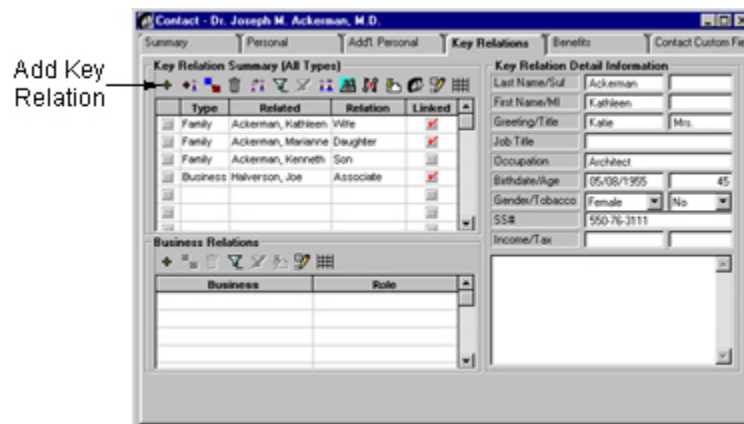 Contact - Dr. Joseph M. Ackerman, M.D.
Summary Personal Add'l. Personal Key Relations Benefits Contact Custom Fie
Add Key
Relation
Key Relation Summary (All Types)
Type Related Relation Linked
Family Ackerman, Kathleen Wife
Family Ackerman, Marianne Daughter
Family Ackerman, Kenneth Son
Business Halverson, Joe Associate
Business Relations
Business Role
Key Relation Detail Information
Last Name/Suf Ackerman
First Name/MI Kathleen
Greeting/Title Katie Mrs.
Job Title
Occupation Architect
Birthdate/Age 05/08/1955 45
Gender/Tobacco Female No
SS# 550-76-3111
Income/Tax